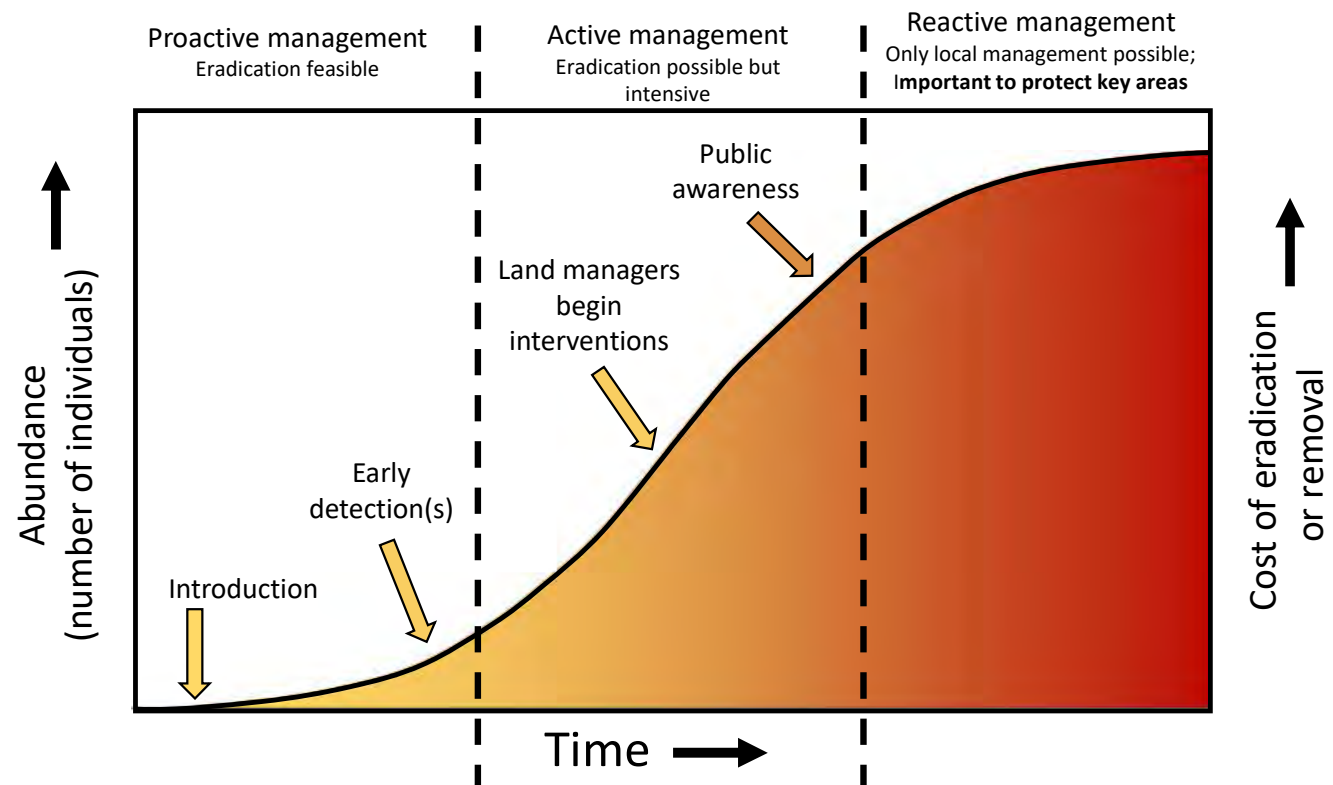 Proactive management
Eradication feasible
Active management
Eradication possible but
intensive
Reactive management
Only local management possible;
Important to protect key areas
Abundance
(number of individuals)
Introduction
Early
detection(s)
Land managers
begin
interventions
Public
awareness
Cost of eradication
or removal
Time